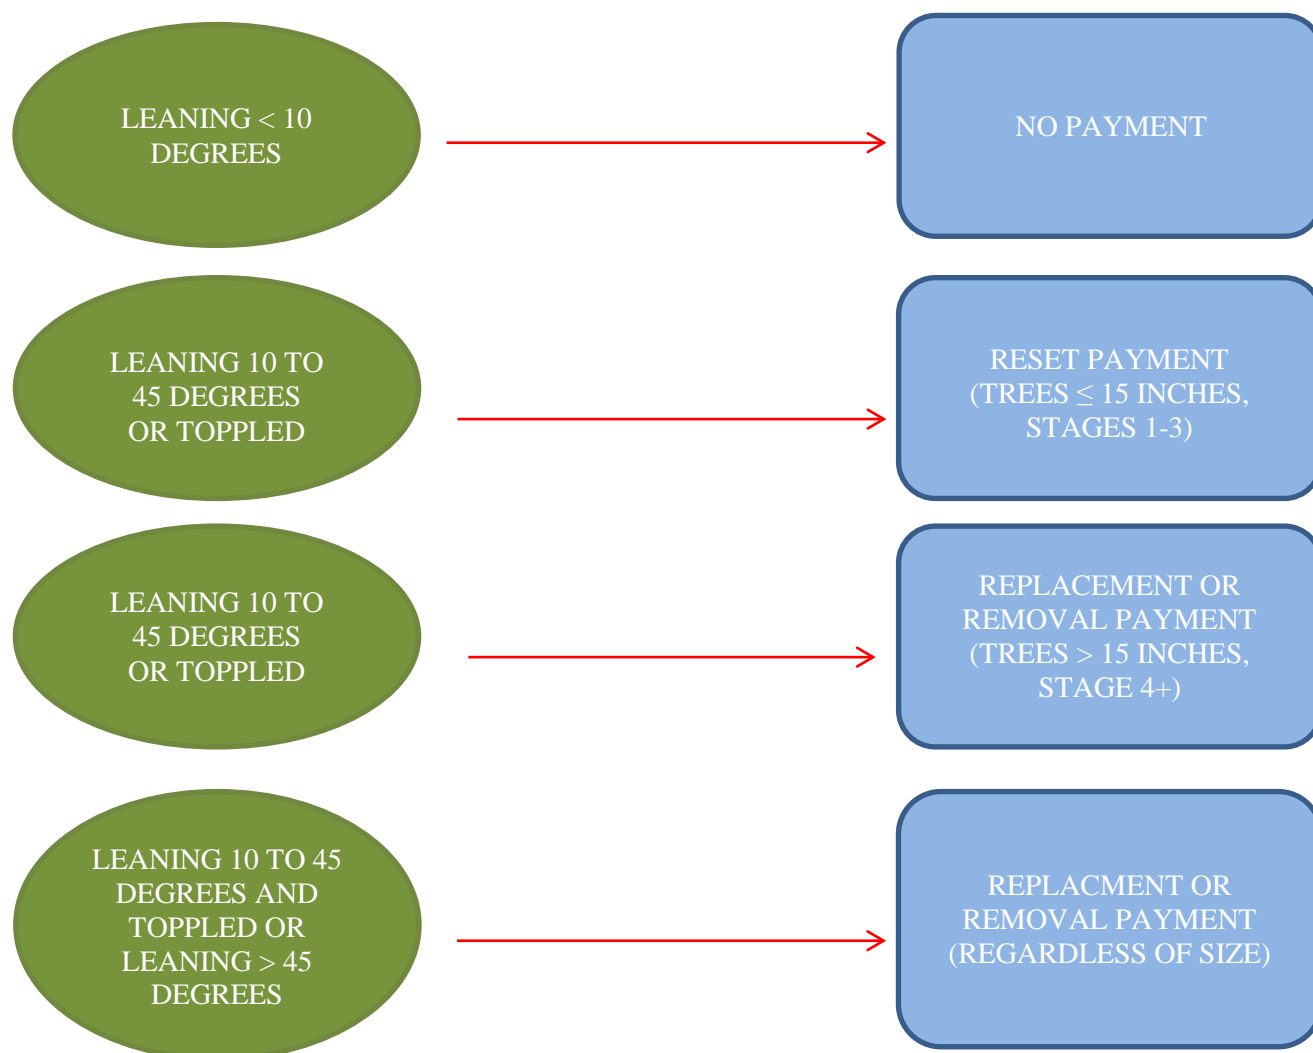 LEANING < 10
DEGREES
NO PAYMENT
LEANING 10 TO
45 DEGREES
OR TOPPLED
RESET PAYMENT
(TREES ≤ 15 INCHES,
STAGES 1-3)
LEANING 10 TO
45 DEGREES
OR TOPPLED
REPLACEMENT OR
REMOVAL PAYMENT
(TREES > 15 INCHES,
STAGE 4+)
LEANING 10 TO 45
DEGREES AND
TOPPLED OR
LEANING > 45
DEGREES
REPLACMENT OR
REMOVAL PAYMENT
(REGARDLESS OF SIZE)